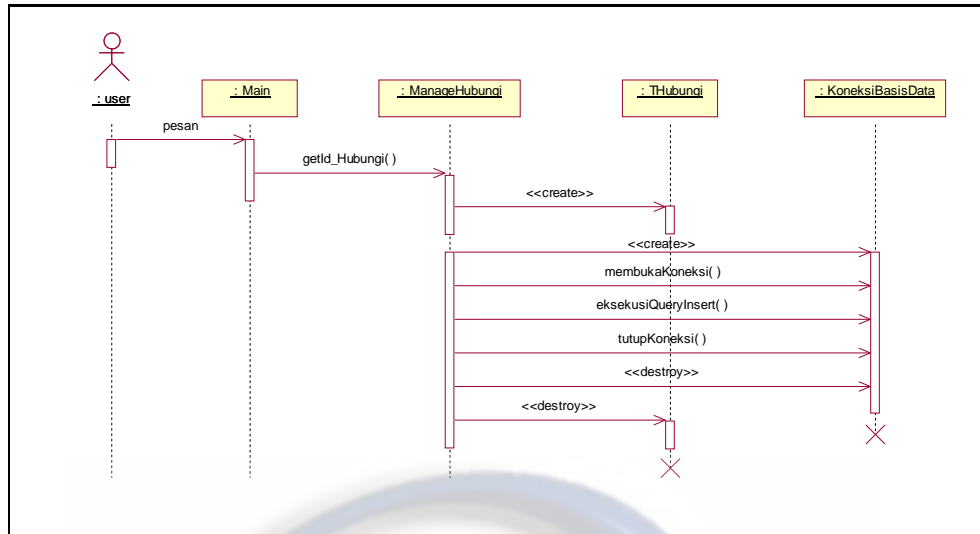 : user
: Main
: ManageHubungi
: THubungi
: KoneksiBasisData
pesan
getId_Hubungi( )
<<create>>
<<create>>
membukaKoneksi( )
eksekusiQueryInsert( )
tutupKoneksi( )
<<destroy>>
<<destroy>>